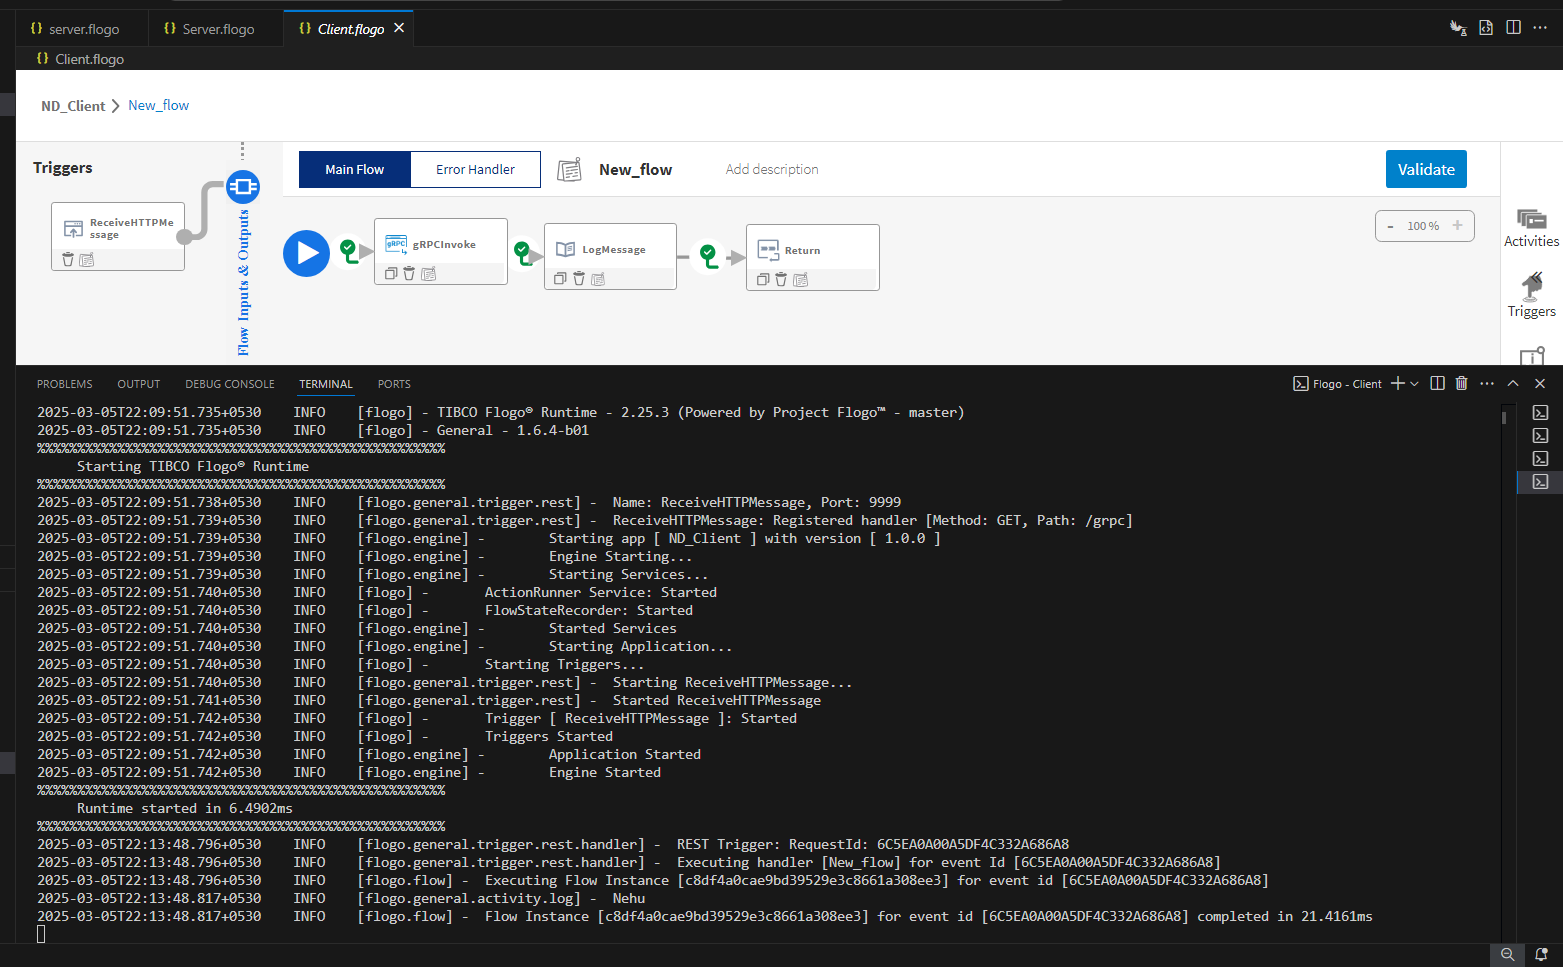 {} server.flogo {} Server.flogo {} Client.flogo
{} Client.flogo
ND_Client > New_flow
Triggers
Main Flow Error Handler New_flow Add description Validate
ReceiveHTTPMe
ssage
Flow Inputs & Outputs
gRPC gRPCInvoke
LogMessage
Return
- 100 % +
Activities
Triggers
PROBLEMS OUTPUT DEBUG CONSOLE TERMINAL PORTS Flogo - Client
2025-03-05T22:09:51.735+0530 INFO [flogo] - TIBCO Flogo® Runtime - 2.25.3 (Powered by Project Flogo™ - master)
2025-03-05T22:09:51.735+0530 INFO [flogo] - General - 1.6.4-b01
%%%%%%%%%%%%%%%%%%%%%%%%%%%%%%%%%%%%%%%%%%%%%%%%%%%
Starting TIBCO Flogo® Runtime
%%%%%%%%%%%%%%%%%%%%%%%%%%%%%%%%%%%%%%%%%%%%%%%%%%%
2025-03-05T22:09:51.738+0530 INFO [flogo.general.trigger.rest] - Name: ReceiveHTTPMessage, Port: 9999
2025-03-05T22:09:51.739+0530 INFO [flogo.general.trigger.rest] - ReceiveHTTPMessage: Registered handler [Method: GET, Path: /grpc]
2025-03-05T22:09:51.739+0530 INFO [flogo.engine] - Starting app [ ND_Client ] with version [ 1.0.0 ]
2025-03-05T22:09:51.739+0530 INFO [flogo.engine] - Engine Starting...
2025-03-05T22:09:51.739+0530 INFO [flogo.engine] - Starting Services...
2025-03-05T22:09:51.740+0530 INFO [flogo] - ActionRunner Service: Started
2025-03-05T22:09:51.740+0530 INFO [flogo] - FlowStateRecorder: Started
2025-03-05T22:09:51.740+0530 INFO [flogo.engine] - Started Services
2025-03-05T22:09:51.740+0530 INFO [flogo.engine] - Starting Application...
2025-03-05T22:09:51.740+0530 INFO [flogo] - Starting Triggers...
2025-03-05T22:09:51.740+0530 INFO [flogo.general.trigger.rest] - Starting ReceiveHTTPMessage...
2025-03-05T22:09:51.741+0530 INFO [flogo.general.trigger.rest] - Started ReceiveHTTPMessage
2025-03-05T22:09:51.742+0530 INFO [flogo] - Trigger [ ReceiveHTTPMessage ]: Started
2025-03-05T22:09:51.742+0530 INFO [flogo] - Triggers Started
2025-03-05T22:09:51.742+0530 INFO [flogo.engine] - Application Started
2025-03-05T22:09:51.742+0530 INFO [flogo.engine] - Engine Started
%%%%%%%%%%%%%%%%%%%%%%%%%%%%%%%%%%%%%%%%%%%%%%%%%%%
Runtime started in 6.4902ms
%%%%%%%%%%%%%%%%%%%%%%%%%%%%%%%%%%%%%%%%%%%%%%%%%%%
2025-03-05T22:13:48.796+0530 INFO [flogo.general.trigger.rest.handler] - REST Trigger: RequestId: 6C5EA0A00A5DF4C332A686A8
2025-03-05T22:13:48.796+0530 INFO [flogo.general.trigger.rest.handler] - Executing handler [New_flow] for event Id [6C5EA0A00A5DF4C332A686A8]
2025-03-05T22:13:48.796+0530 INFO [flogo.flow] - Executing Flow Instance [c8df4a0cae9bd39529e3c8661a308ee3] for event id [6C5EA0A00A5DF4C332A686A8]
2025-03-05T22:13:48.817+0530 INFO [flogo.general.activity.log] - Nehu
2025-03-05T22:13:48.817+0530 INFO [flogo.flow] - Flow Instance [c8df4a0cae9bd39529e3c8661a308ee3] for event id [6C5EA0A00A5DF4C332A686A8] completed in 21.4161ms